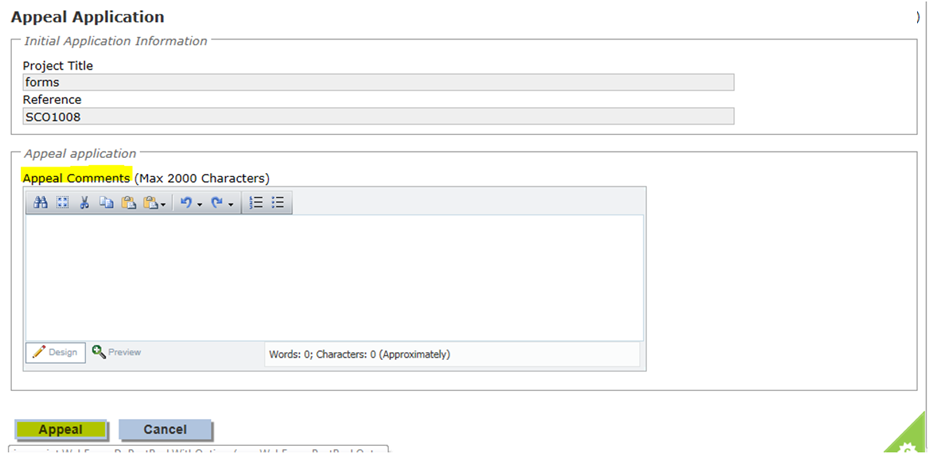 Appeal Application
)
Initial Application Information
Project Title
forms
Reference
SCO1008
Appeal application
Appeal Comments (Max 2000 Characters)
Design Preview Words: 0; Characters: 0 (Approximately)
Appeal Cancel